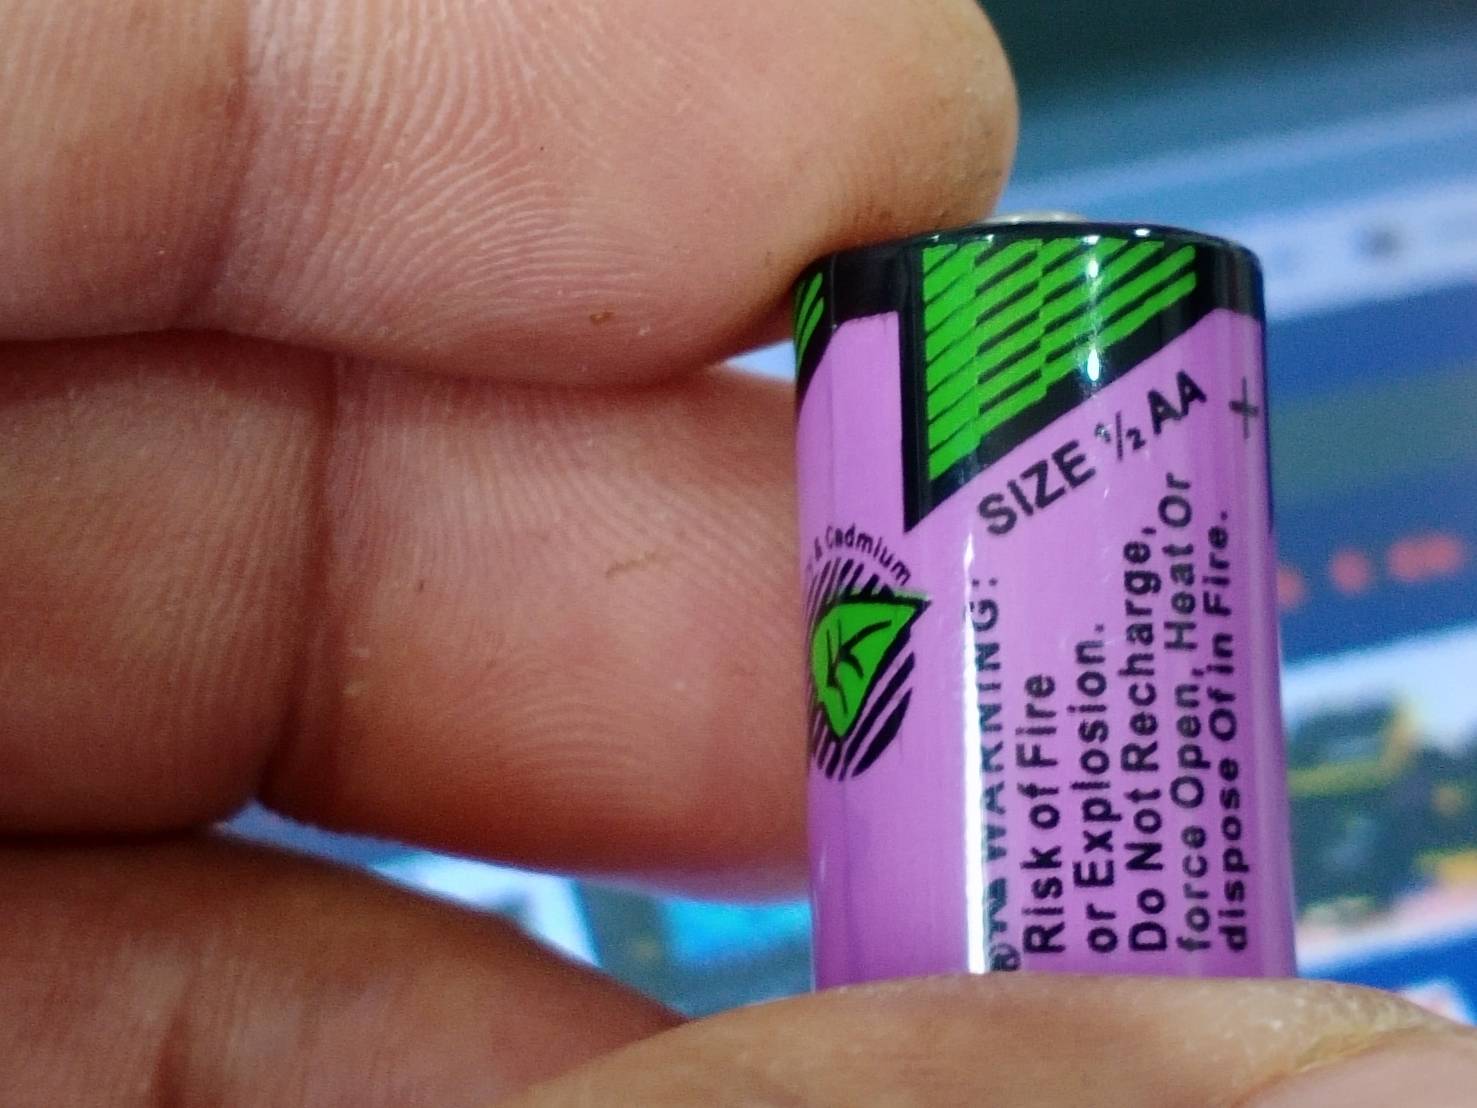 SIZE ½ AA
+
& Cadmium
WARNING:
Risk of Fire
or Explosion.
Do Not Recharge,
force Open, Heat Or
dispose Of in Fire.